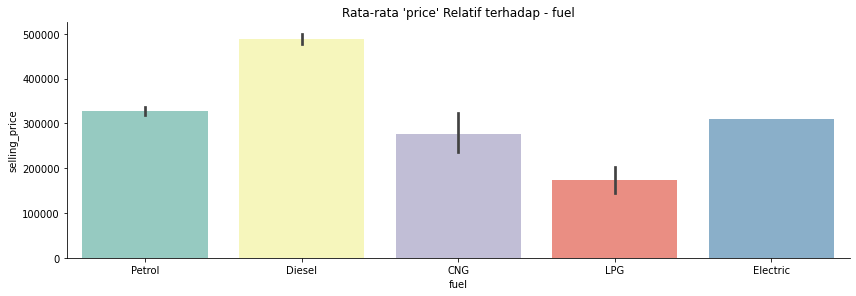 Rata-rata 'price' Relatif terhadap - fuel
500000
400000
300000
200000
100000
0
selling_price
Petrol Diesel CNG LPG Electric
fuel